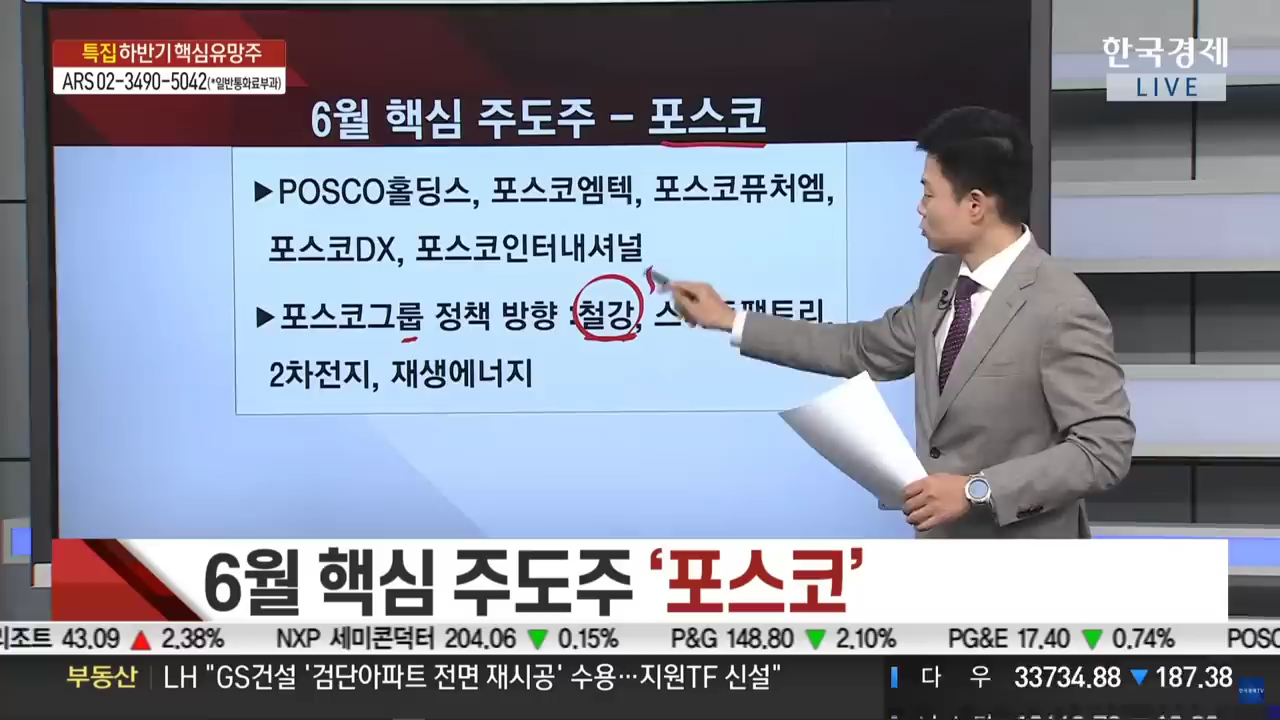 특집 하반기 핵심유망주
ARS 02-3490-5042(*일반통화료부과)
한국경제
LIVE
6월 핵심 주도주 - 포스코
▶POSCO홀딩스, 포스코엠텍, 포스코퓨처엠,
포스코DX, 포스코인터내셔널
▶포스코그룹 정책 방향 : 철강,
2차전지, 재생에너지
6월 핵심 주도주 '포스코'
리조트 43.09 ▲ 2.38% NXP 세미콘덕터 204.06 ▼ 0.15% P&G 148.80 ▼ 2.10% PG&E 17.40 ▼ 0.74% POSC
부동산 LH "GS건설 '검단아파트 전면 재시공' 수용…지원TF 신설"
다 우 33734.88 ▼ 187.38
한국경제TV